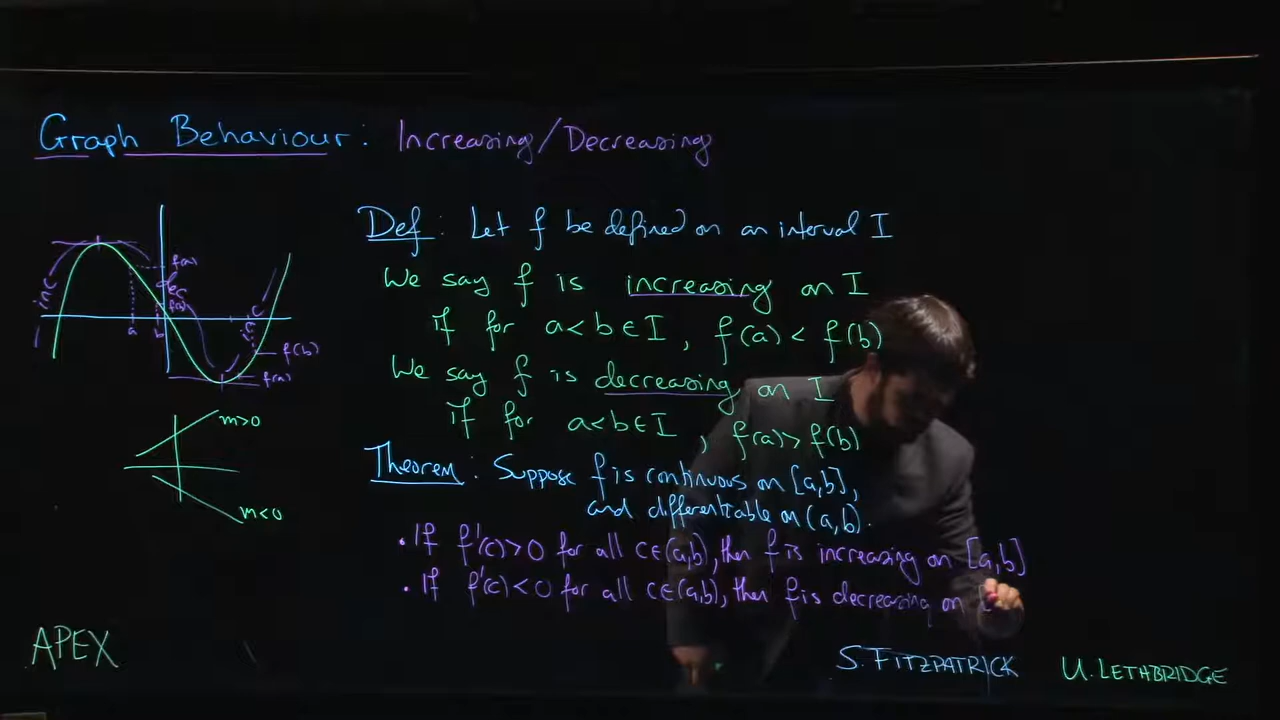 Graph Behaviour: Increasing/Decreasing
Def: Let f be defined on an interval I
We say f is increasing on I
if for a<b∈I, f(a) < f(b)
We say f is decreasing on I
if for a<b∈I, f(a)>f(b)
Theorem: Suppose f is continuous on [a,b],
and differentiable on (a,b).
• If f'(c)>0 for all c∈(a,b), then f is increasing on [a,b]
• If f'(c)<0 for all c∈(a,b), then f is decreasing on [
inc
dec
f(a)
f(b)
a
b
f(b)
f(a)
m>0
m<0
APEX
S. FITZPATRICK
U. LETHBRIDGE